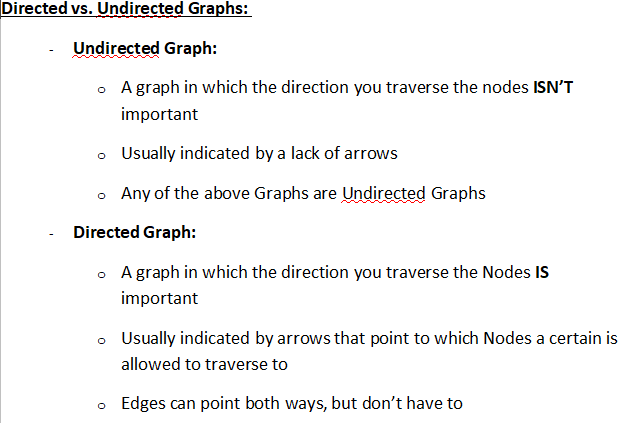 Directed vs. Undirected Graphs:
- Undirected Graph:
o A graph in which the direction you traverse the nodes ISN'T
important
o Usually indicated by a lack of arrows
o Any of the above Graphs are Undirected Graphs
- Directed Graph:
o A graph in which the direction you traverse the Nodes IS
important
o Usually indicated by arrows that point to which Nodes a certain is
allowed to traverse to
o Edges can point both ways, but don't have to